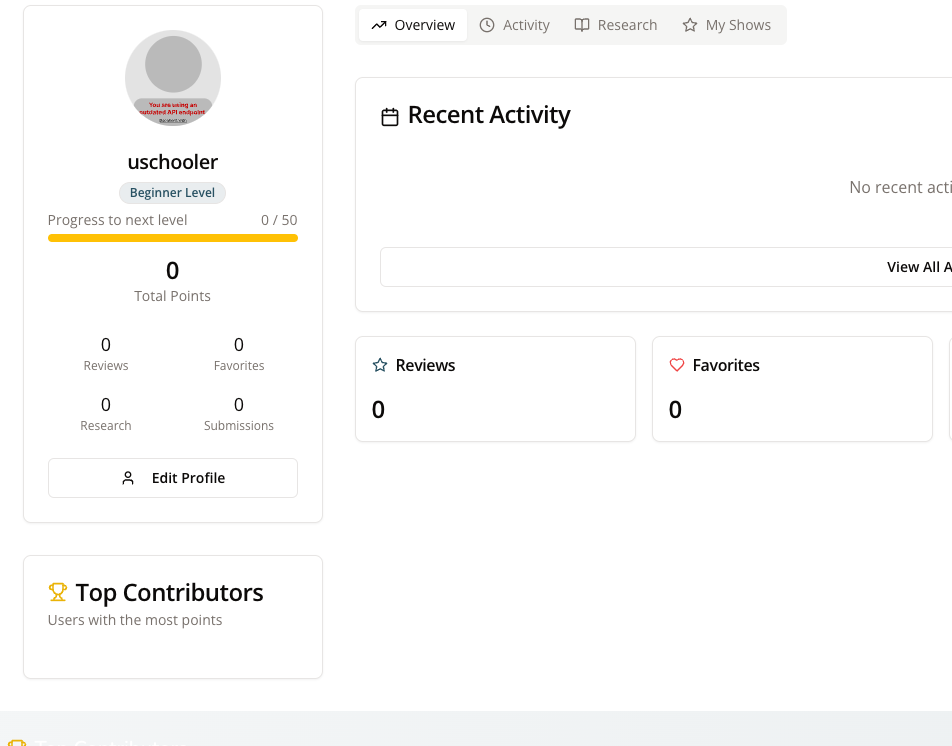 Overview
Activity
Research
My Shows
You are using an
outdated API endpoint
uschooler
Beginner Level
Progress to next level
0 / 50
0
Total Points
0
Reviews
0
Favorites
0
Research
0
Submissions
Edit Profile
Top Contributors
Users with the most points
Recent Activity
No recent acti
View All A
Reviews
0
Favorites
0
Top Contributors